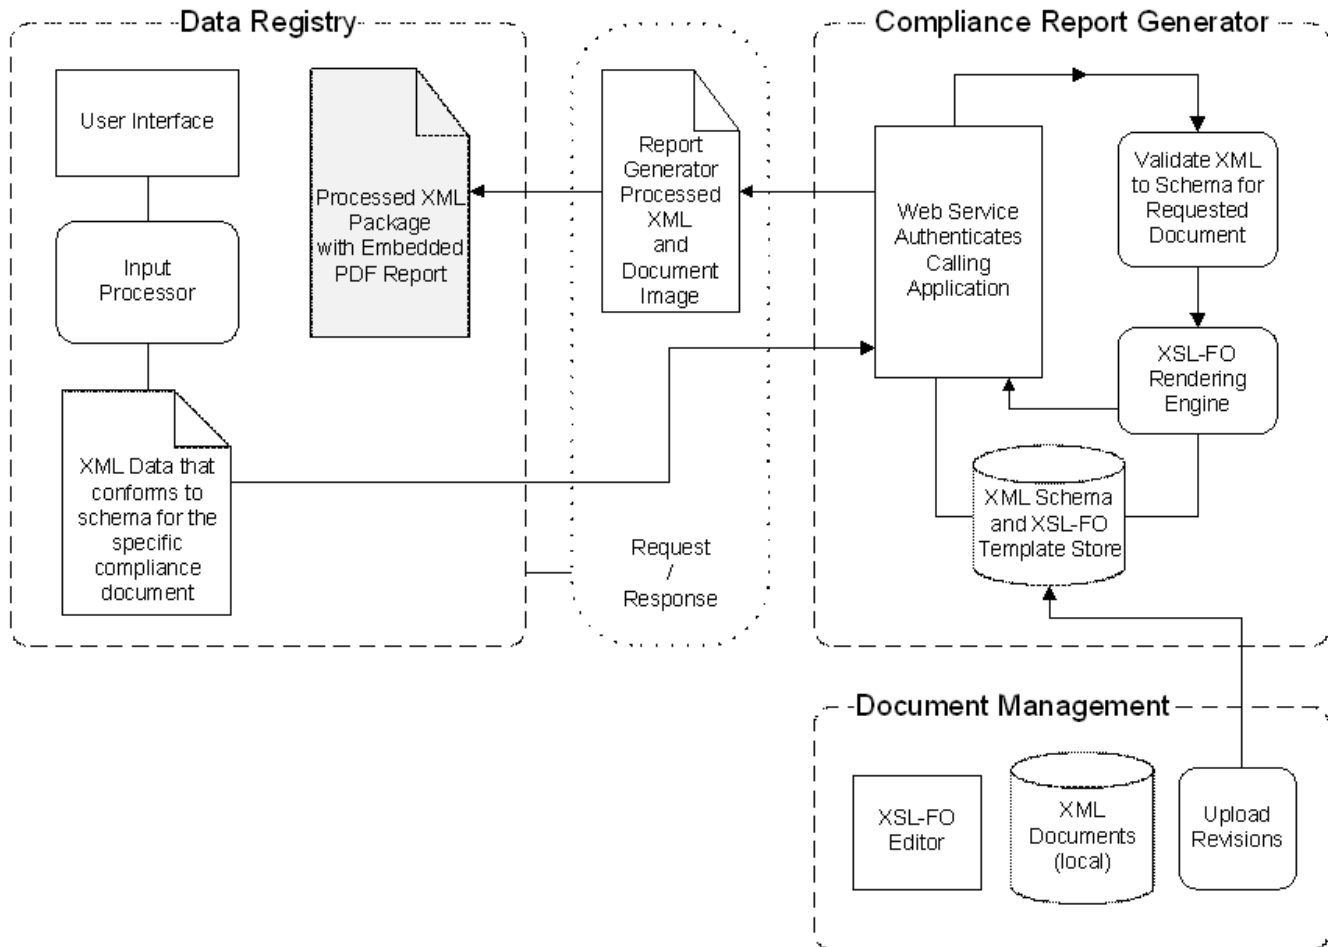 Data Registry
User Interface
Input
Processor
XML Data that
conforms to
schema for the
specific
compliance
document
Processed XML
Package
with Embedded
PDF Report
Report
Generator
Processed
XML
and
Document
Image
Request
/
Response
Compliance Report Generator
Web Service
Authenticates
Calling
Application
Validate XML
to Schema for
Requested
Document
XSL-FO
Rendering
Engine
XML Schema
and XSL-FO
Template Store
Document Management
XSL-FO
Editor
XML
Documents
(local)
Upload
Revisions